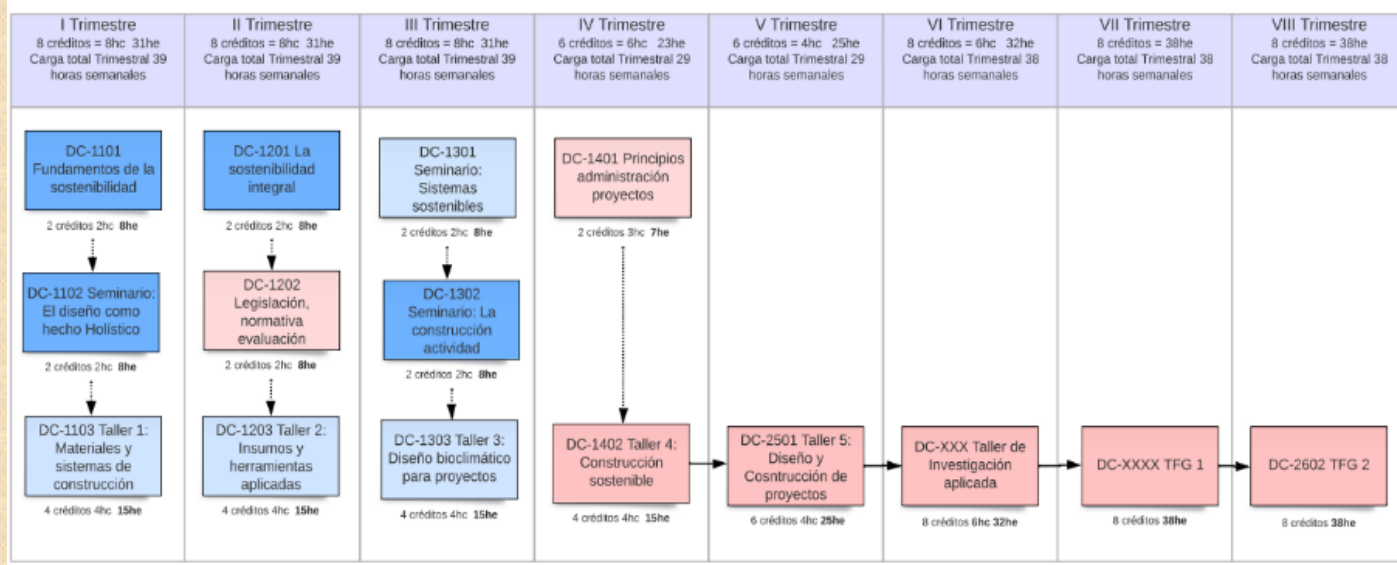 I Trimestre
8 créditos = 8hc 31he
Carga total Trimestral 39
horas semanales
II Trimestre
8 créditos = 8hc 31he
Carga total Trimestral 39
horas semanales
III Trimestre
8 créditos = 8hc 31he
Carga total Trimestral 39
horas semanales
IV Trimestre
6 créditos = 6hc 23he
Carga total Trimestral 29
horas semanales
V Trimestre
6 créditos = 4hc 25he
Carga total Trimestral 29
horas semanales
VI Trimestre
8 créditos = 6hc 32he
Carga total Trimestral 38
horas semanales
VII Trimestre
8 créditos = 38he
Carga total Trimestral 38
horas semanales
VIII Trimestre
8 créditos = 38he
Carga total Trimestral 38
horas semanales
DC-1101
Fundamentos de la
sostenibilidad
2 créditos 2hc 8he
DC-1102 Seminario:
El diseño como
hecho Holístico
2 créditos 2hc 8he
DC-1103 Taller 1:
Materiales y
sistemas de
construcción
4 créditos 4hc 15he
DC-1201 La
sostenibilidad
integral
2 créditos 2hc 8he
DC-1202
Legislación,
normativa
evaluación
2 créditos 2hc 8he
DC-1203 Taller 2:
Insumos y
herramientas
aplicadas
4 créditos 4hc 15he
DC-1301
Seminario:
Sistemas
sostenibles
2 créditos 2hc 8he
DC-1302
Seminario: La
construcción
actividad
2 créditos 2hc 8he
DC-1303 Taller 3:
Diseño bioclimático
para proyectos
4 créditos 4hc 15he
DC-1401 Principios
administración
proyectos
2 créditos 3hc 7he
DC-1402 Taller 4:
Construcción
sostenible
4 créditos 4hc 15he
DC-2501 Taller 5:
Diseño y
Cosntrucción de
proyectos
6 créditos 4hc 25he
DC-XXX Taller de
Investigación
aplicada
8 créditos 6hc 32he
DC-XXXX TFG 1
8 créditos 38he
DC-2602 TFG 2
8 créditos 38he